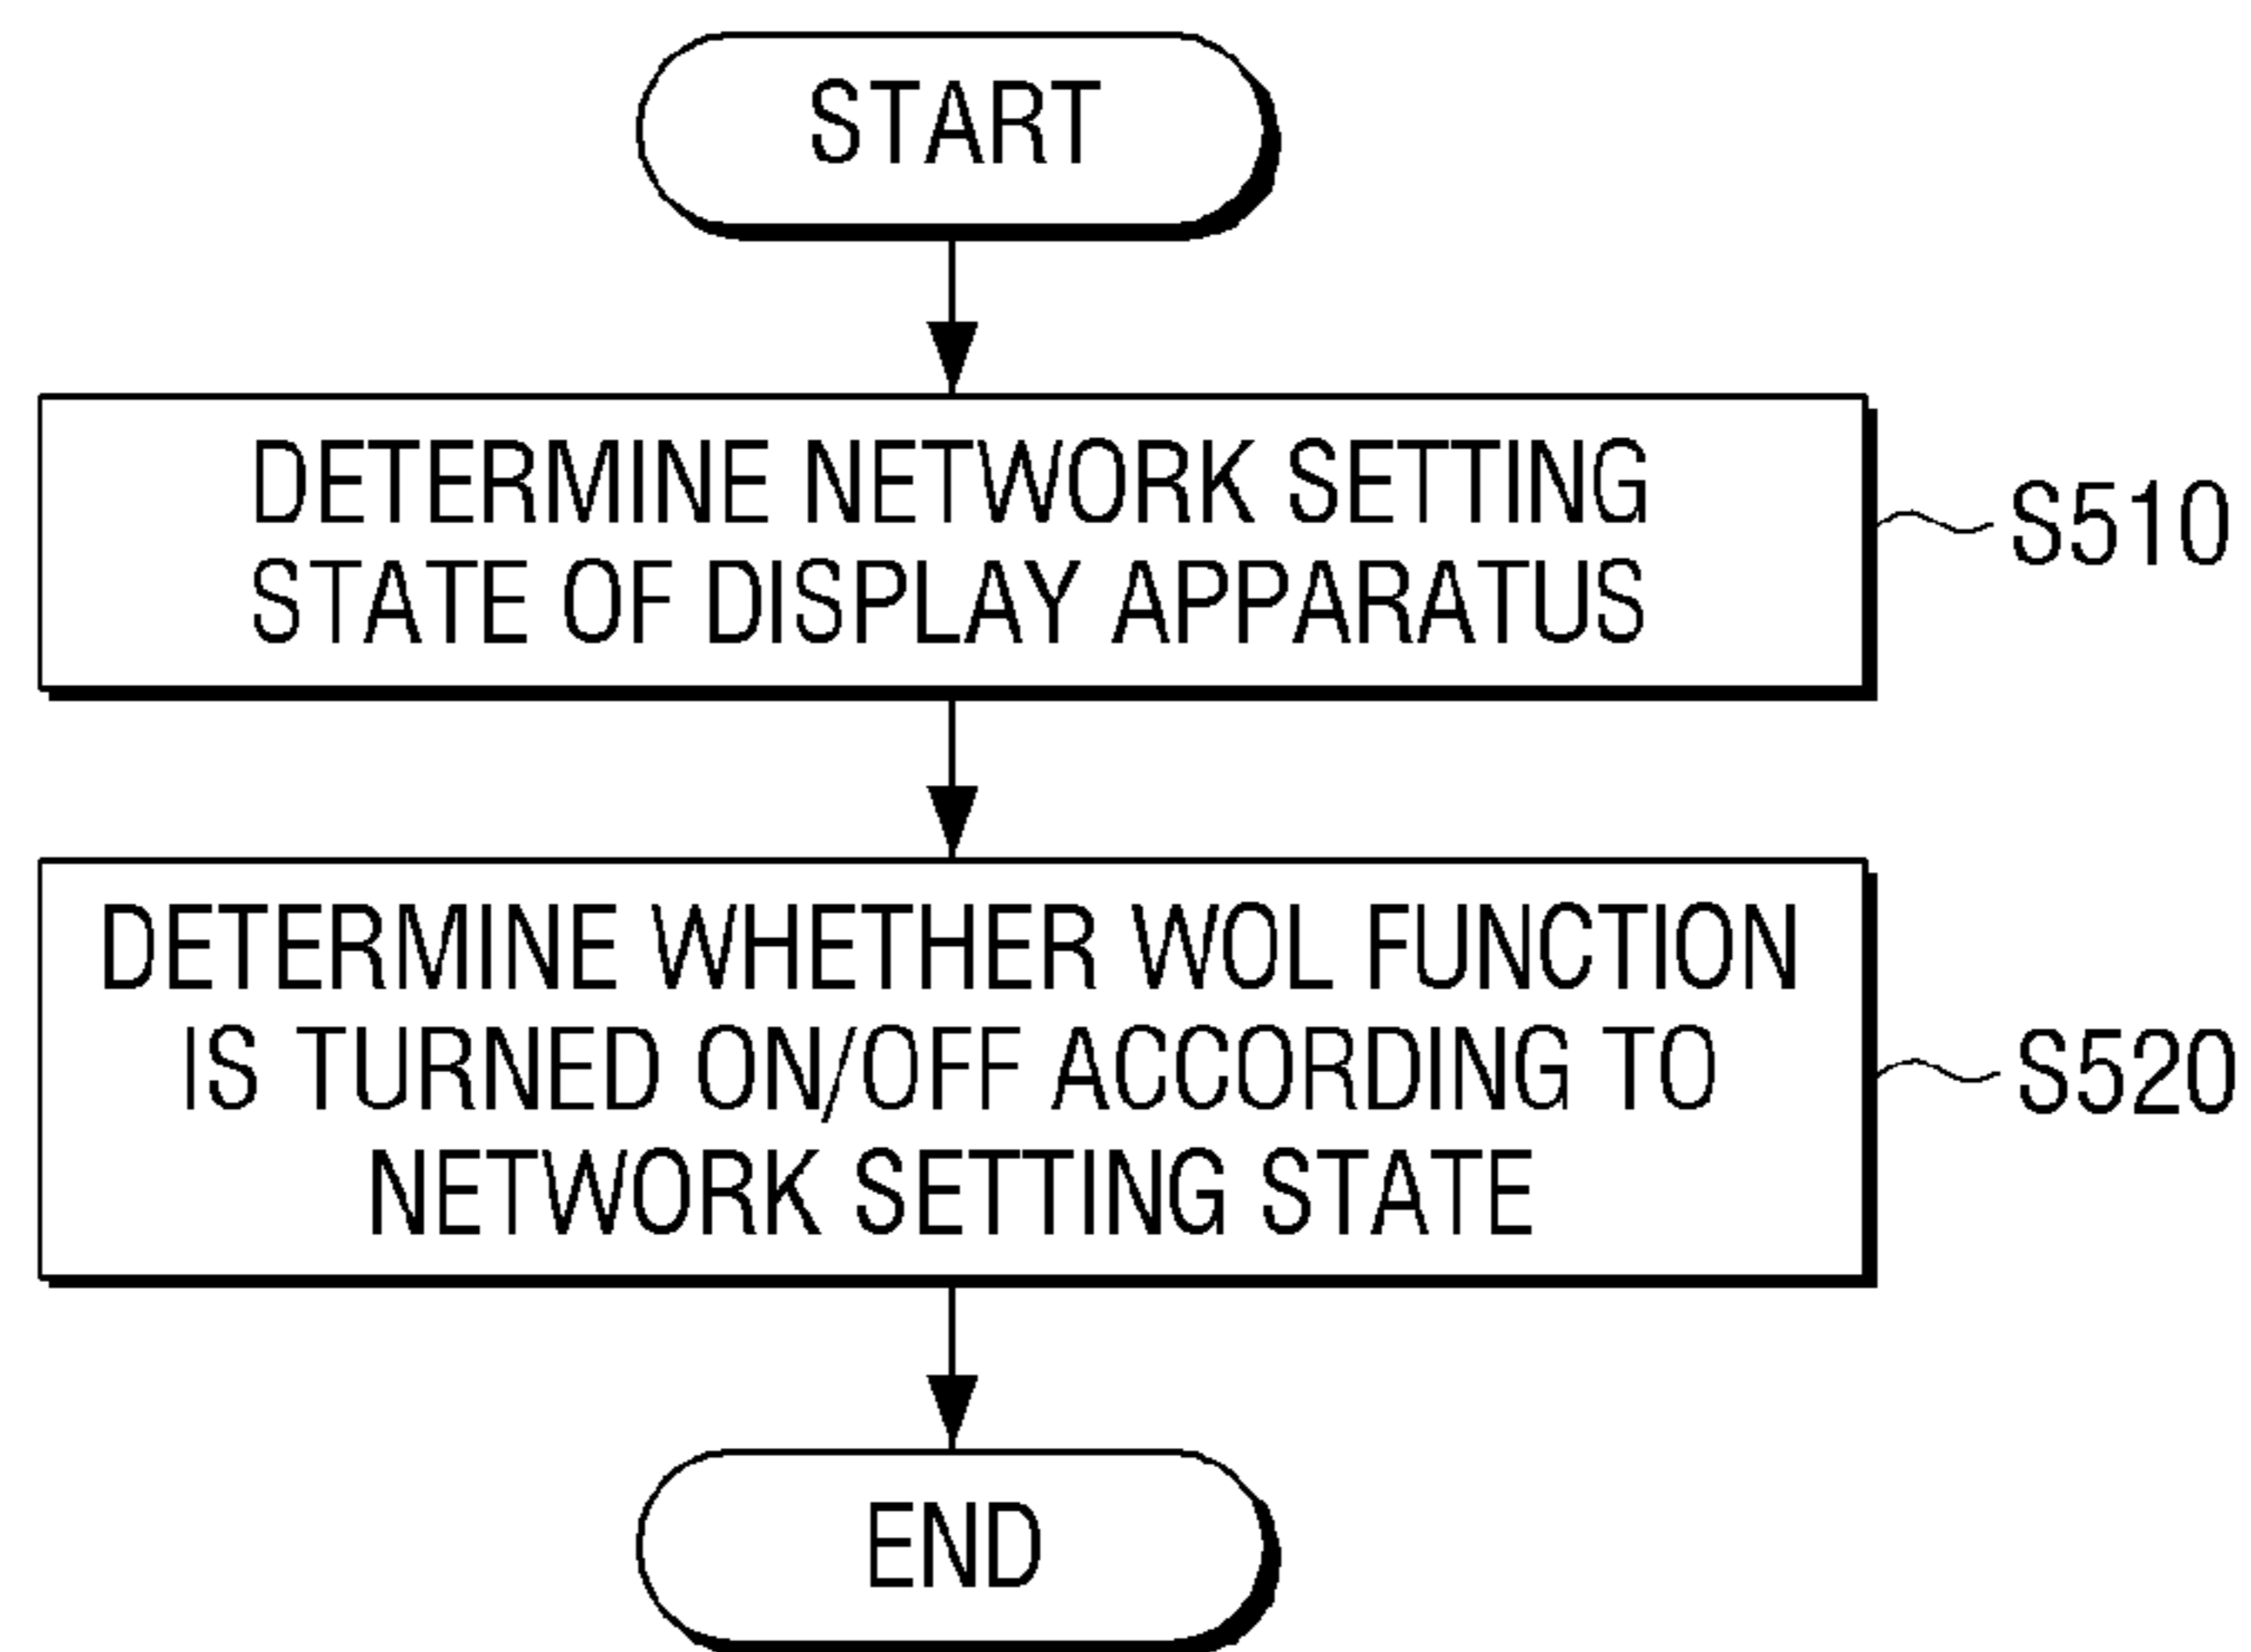 START
DETERMINE NETWORK SETTING
STATE OF DISPLAY APPARATUS
S510
DETERMINE WHETHER WOL FUNCTION
IS TURNED ON/OFF ACCORDING TO
NETWORK SETTING STATE
S520
END